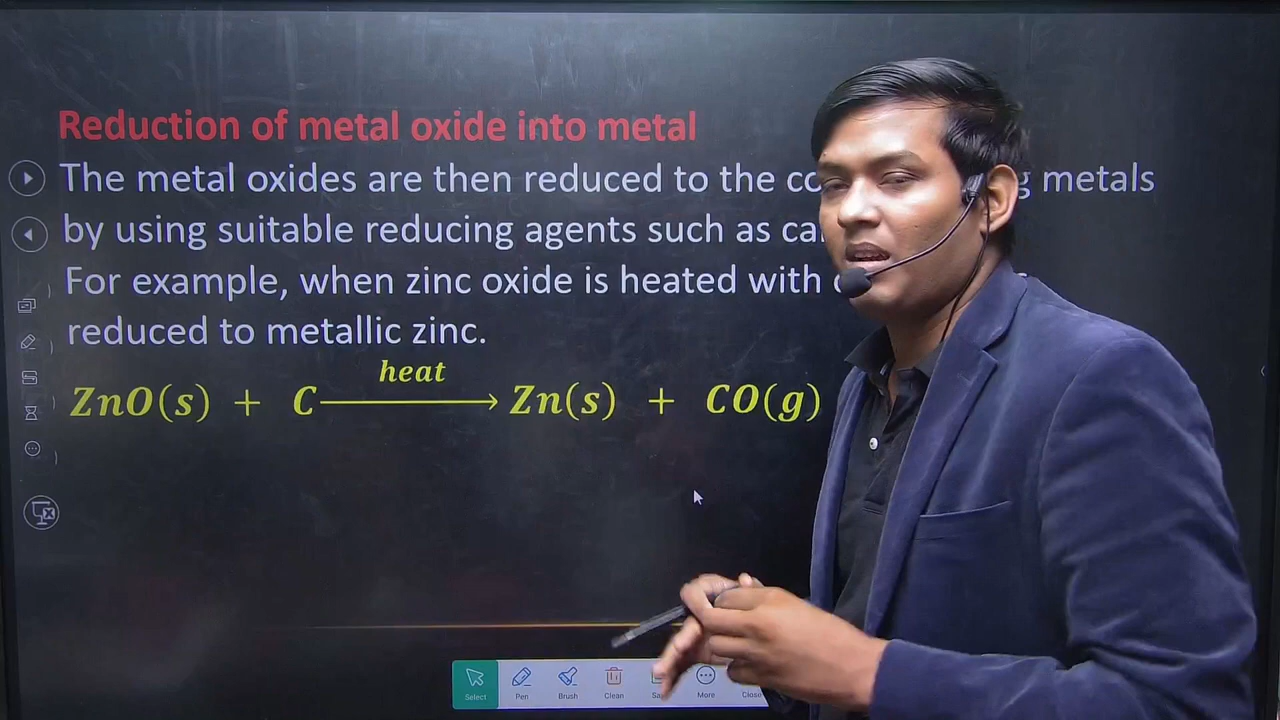 Reduction of metal oxide into metal
The metal oxides are then reduced to the metals
by using suitable reducing agents such as
For example, when zinc oxide is heated with
reduced to metallic zinc.
heat
ZnO(s) + C ⟶ Zn(s) + CO(g)
Select Pen Brush Clean More Close